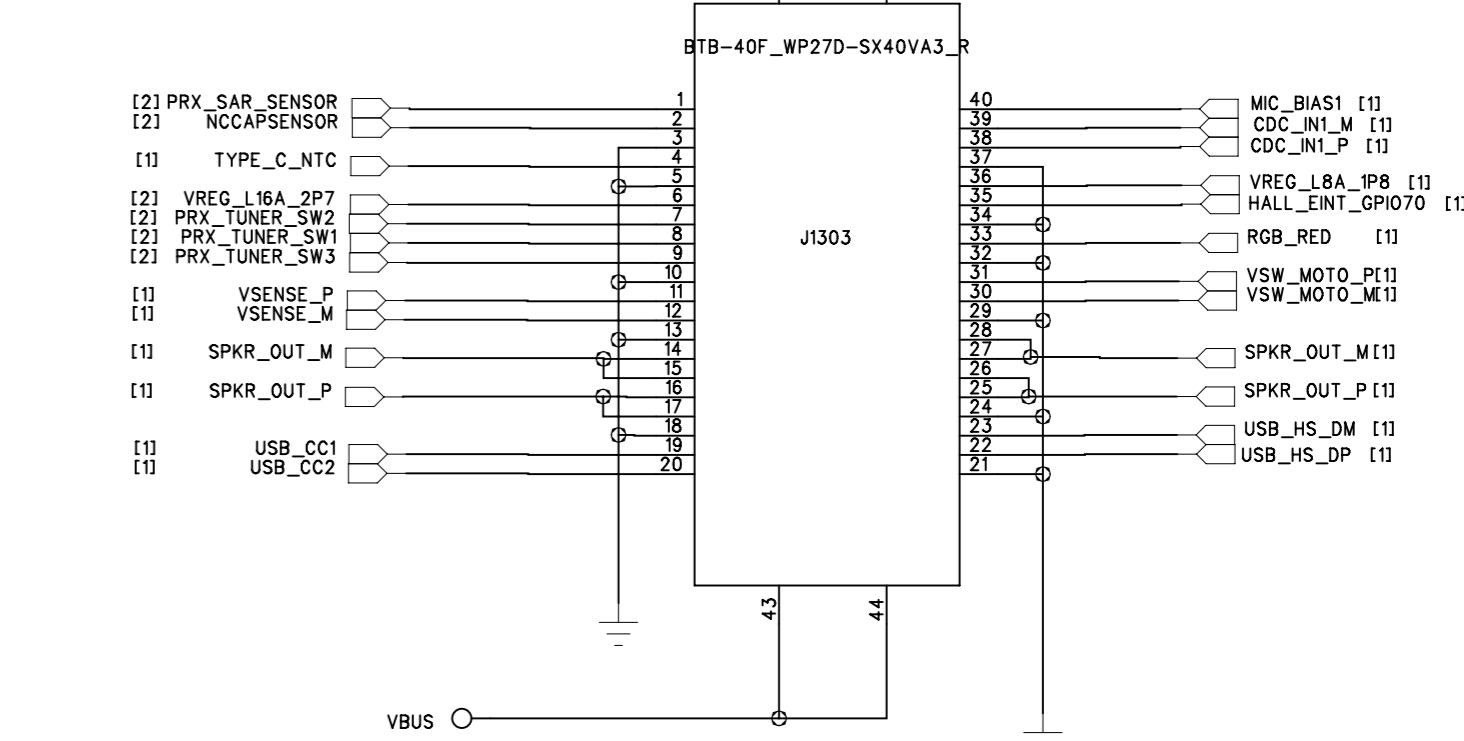 BTB-40F_WP27D-SX40VA3_R
[2] PRX_SAR_SENSOR 1 40 MIC_BIAS1 [1]
[2] NCCAPSENSOR 2 39 CDC_IN1_M [1]
3 38 CDC_IN1_P [1]
[1] TYPE_C_NTC 4 37
5 36 VREG_L8A_1P8 [1]
[2] VREG_L16A_2P7 6 35 HALL_EINT_GPIO70 [1]
[2] PRX_TUNER_SW2 7 34
[2] PRX_TUNER_SW1 8 J1303 33 RGB_RED [1]
[2] PRX_TUNER_SW3 9 32
10 31 VSW_MOTO_P[1]
[1] VSENSE_P 11 30 VSW_MOTO_M[1]
[1] VSENSE_M 12 29
13 28
[1] SPKR_OUT_M 14 27 SPKR_OUT_M[1]
15 26
[1] SPKR_OUT_P 16 25 SPKR_OUT_P[1]
17 24
18 23 USB_HS_DM [1]
[1] USB_CC1 19 22 USB_HS_DP [1]
[1] USB_CC2 20 21
43 44
VBUS